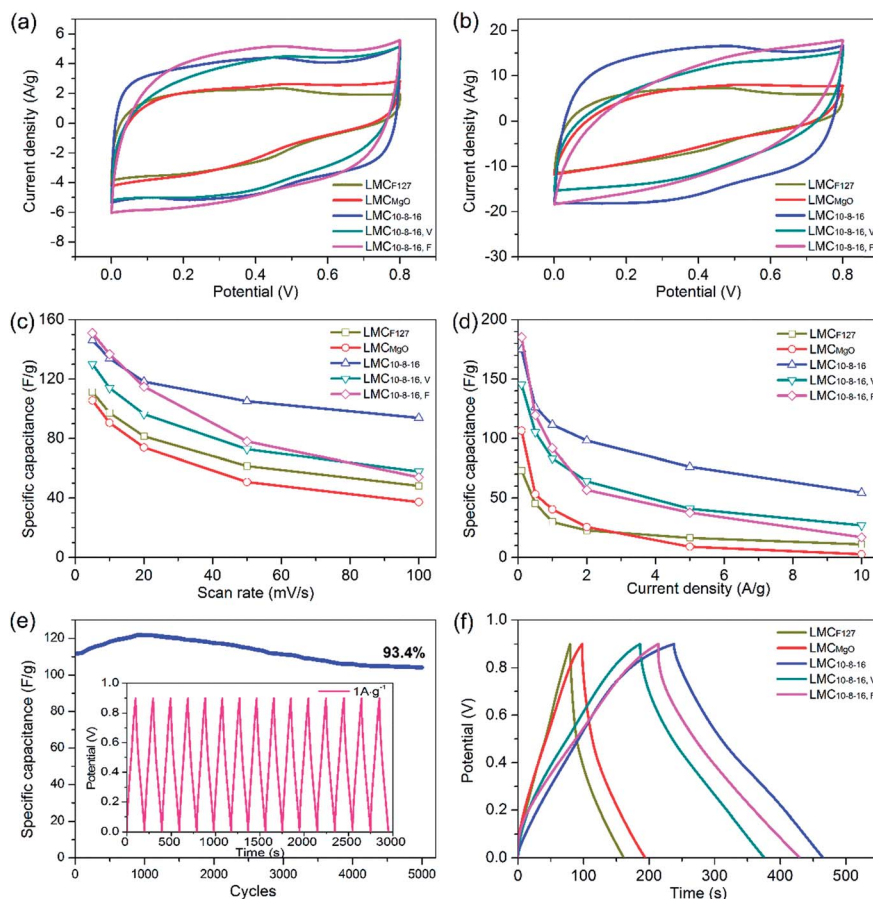 (a)
6
4
2
0
-2
-4
-6
Current density (A/g)
LMCF127
LMCMgO
LMC10-8-16
LMC10-8-16, V
LMC10-8-16, F
0.0 0.2 0.4 0.6 0.8
Potential (V)
(b)
20
10
0
-10
-20
-30
Current density (A/g)
LMCF127
LMCMgO
LMC10-8-16
LMC10-8-16, V
LMC10-8-16, F
0.0 0.2 0.4 0.6 0.8
Potential (V)
(c)
160
120
80
40
0
Specific capacitance (F/g)
LMCF127
LMCMgO
LMC10-8-16
LMC10-8-16, V
LMC10-8-16, F
0 20 40 60 80 100
Scan rate (mV/s)
(d)
200
150
100
50
0
Specific capacitance (F/g)
LMCF127
LMCMgO
LMC10-8-16
LMC10-8-16, V
LMC10-8-16, F
0 2 4 6 8 10
Current density (A/g)
(e)
120
100
80
60
40
20
0
Specific capacitance (F/g)
93.4%
1A·g-1
1.0
0.8
0.6
0.4
0.2
0.0
Potential (V)
0 500 1000 1500 2000 2500 3000
Time (s)
0 1000 2000 3000 4000 5000
Cycles
(f)
1.0
0.8
0.6
0.4
0.2
0.0
Potential (V)
LMCF127
LMCMgO
LMC10-8-16
LMC10-8-16, V
LMC10-8-16, F
0 100 200 300 400 500
Time (s)